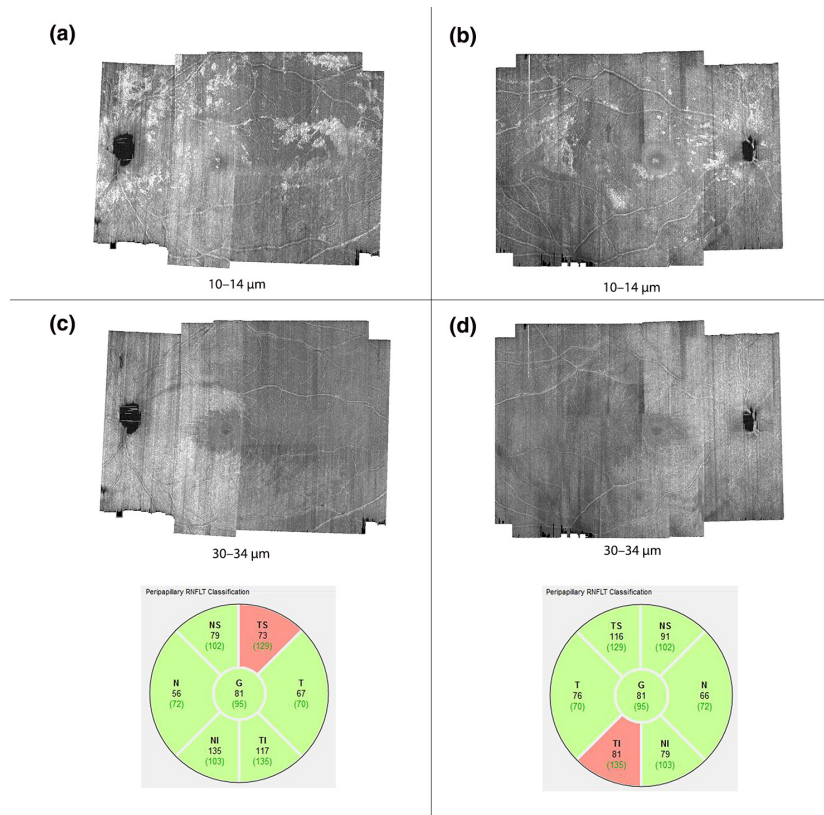 (a)
(b)
10–14 µm
10–14 µm
(c)
(d)
30–34 µm
30–34 µm
Peripapillary RNFLT Classification
NS
79
(102)
TS
73
(129)
N
56
(72)
G
81
(95)
T
67
(70)
NI
135
(103)
TI
117
(135)
Peripapillary RNFLT Classification
TS
116
(129)
NS
91
(102)
T
76
(70)
G
81
(95)
N
66
(72)
TI
81
(135)
NI
79
(103)